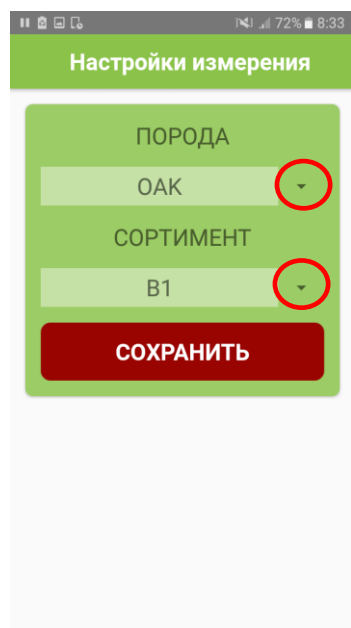 72% 8:33
Настройки измерения
ПОРОДА
OAK
СОРТИМЕНТ
B1
СОХРАНИТЬ